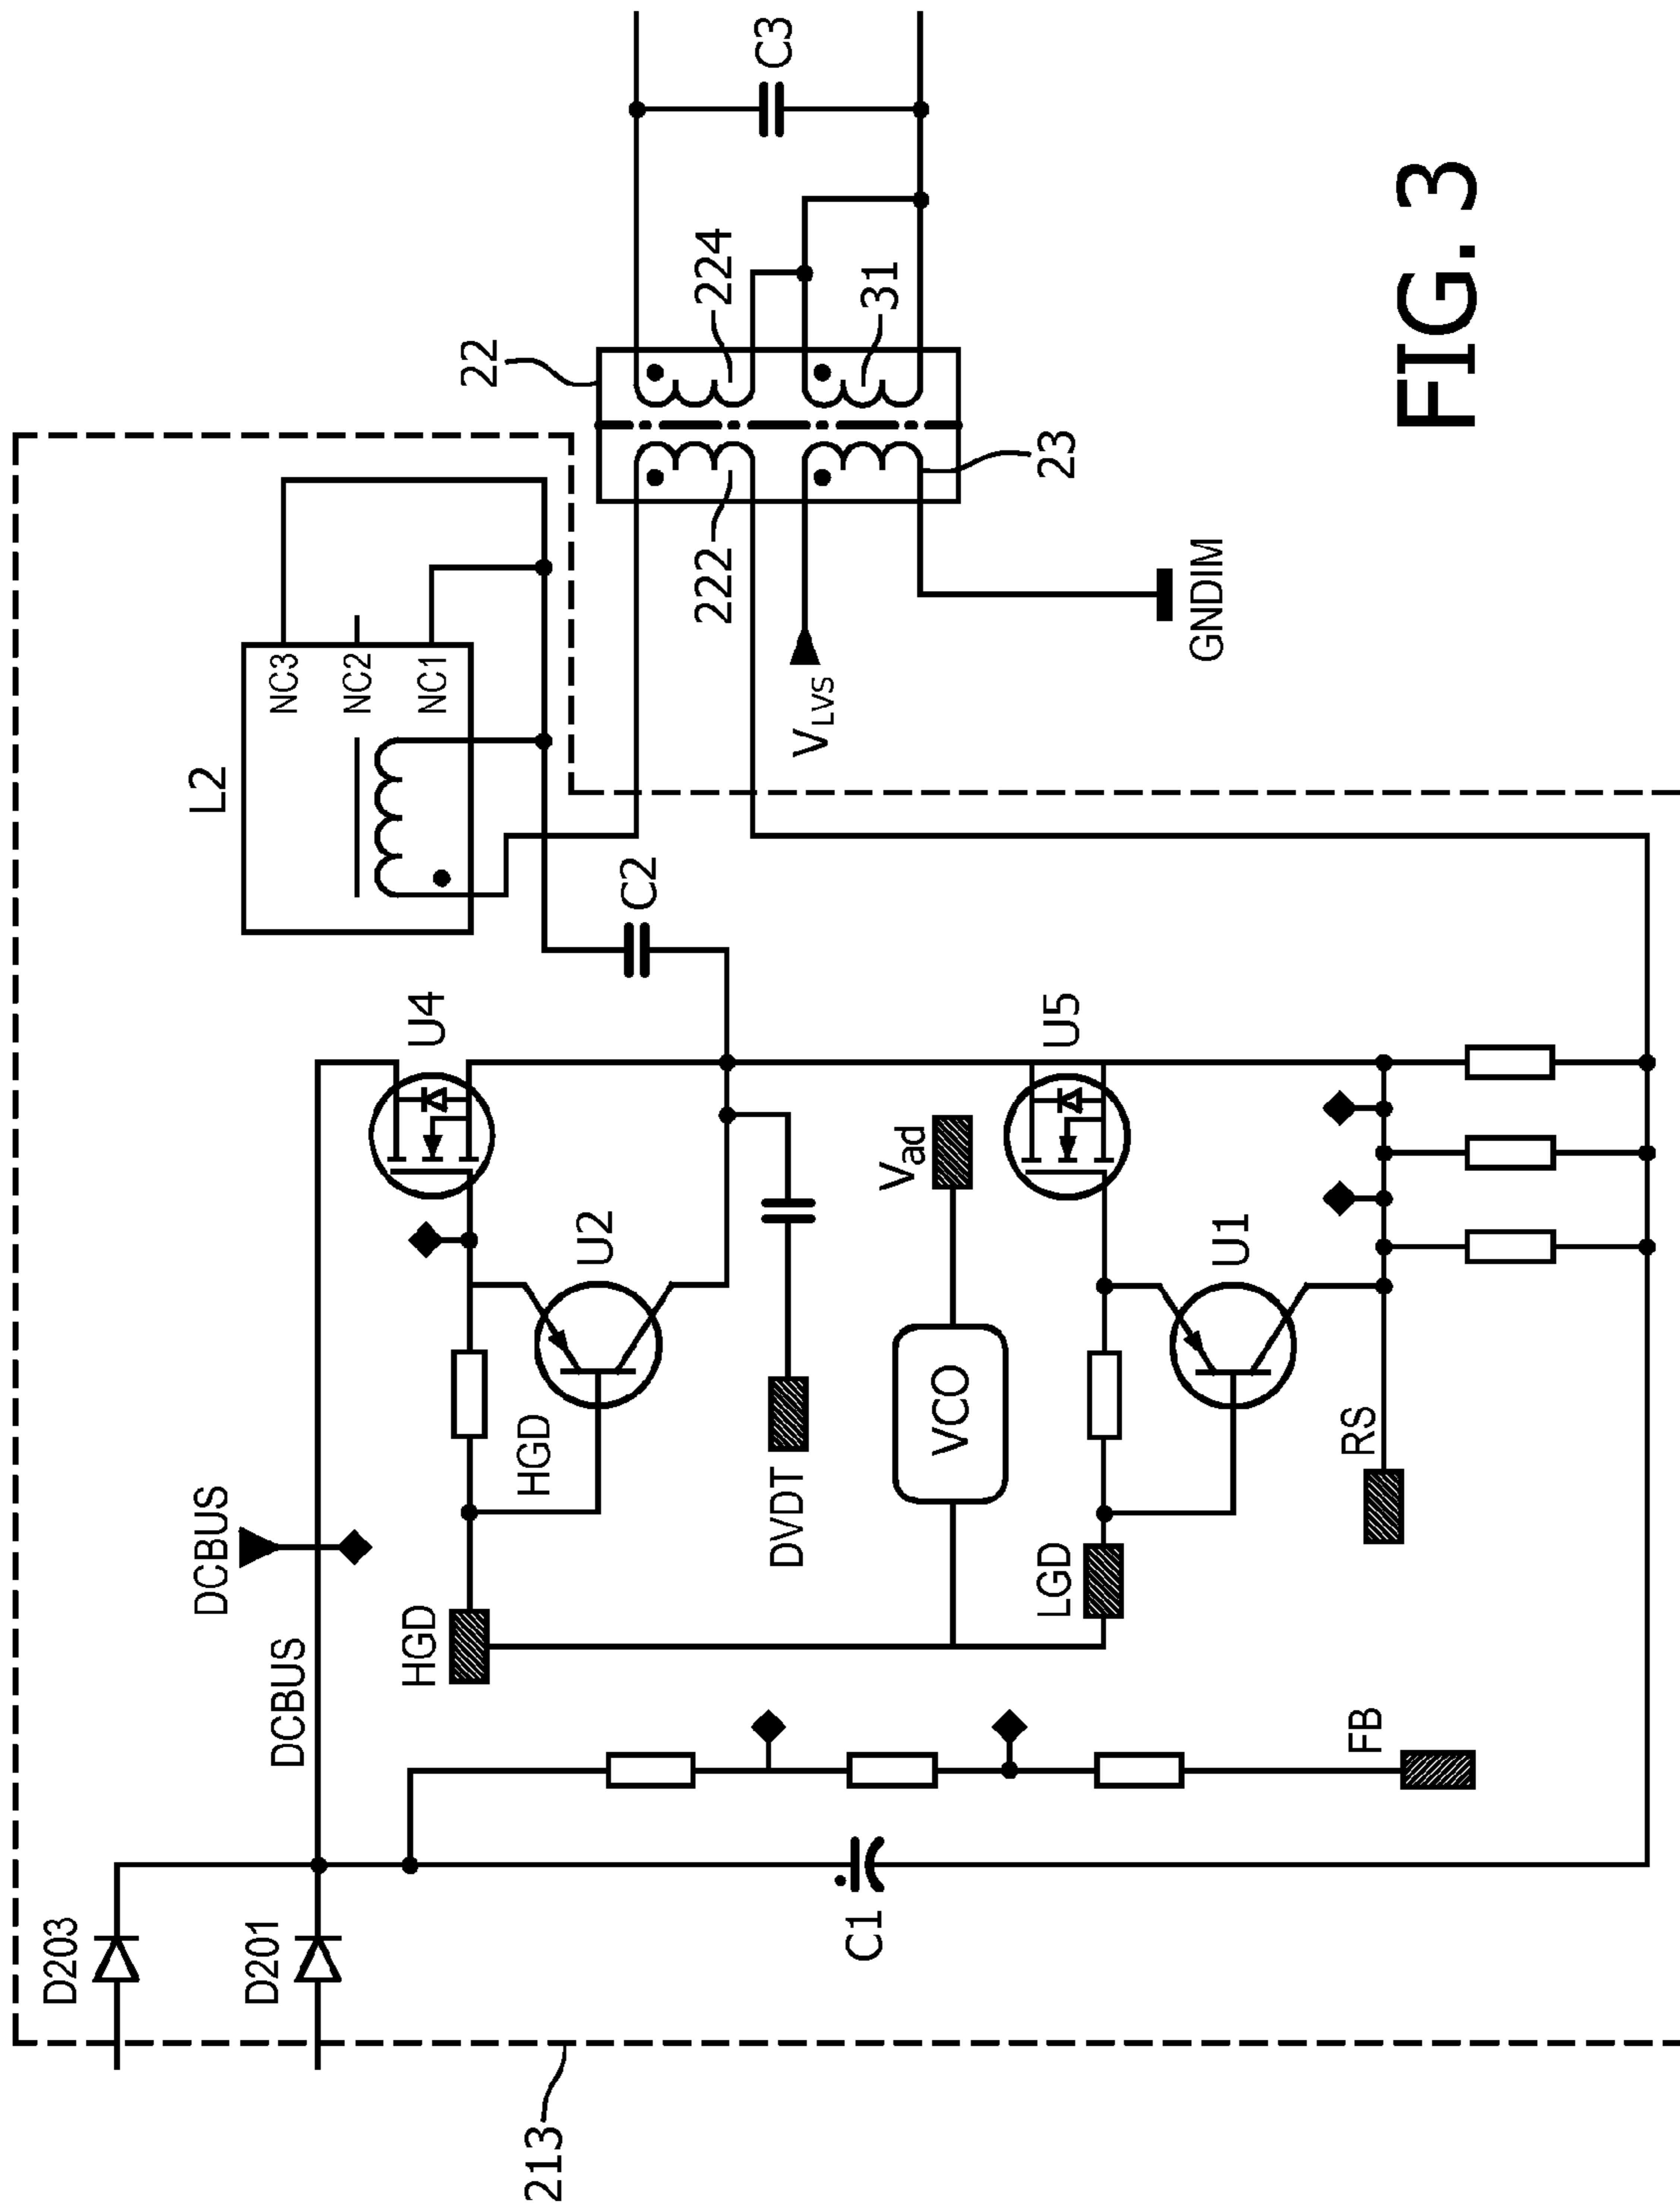 D203
D201
213
DCBUS
DCBUS
C1
FB
HGD
HGD
U2
U4
DVDT
C2
L2
NC3
NC2
NC1
VCO
Vad
LGD
U1
U5
RS
22
222
224
VLVS
23
31
GNDIM
C3
FIG. 3